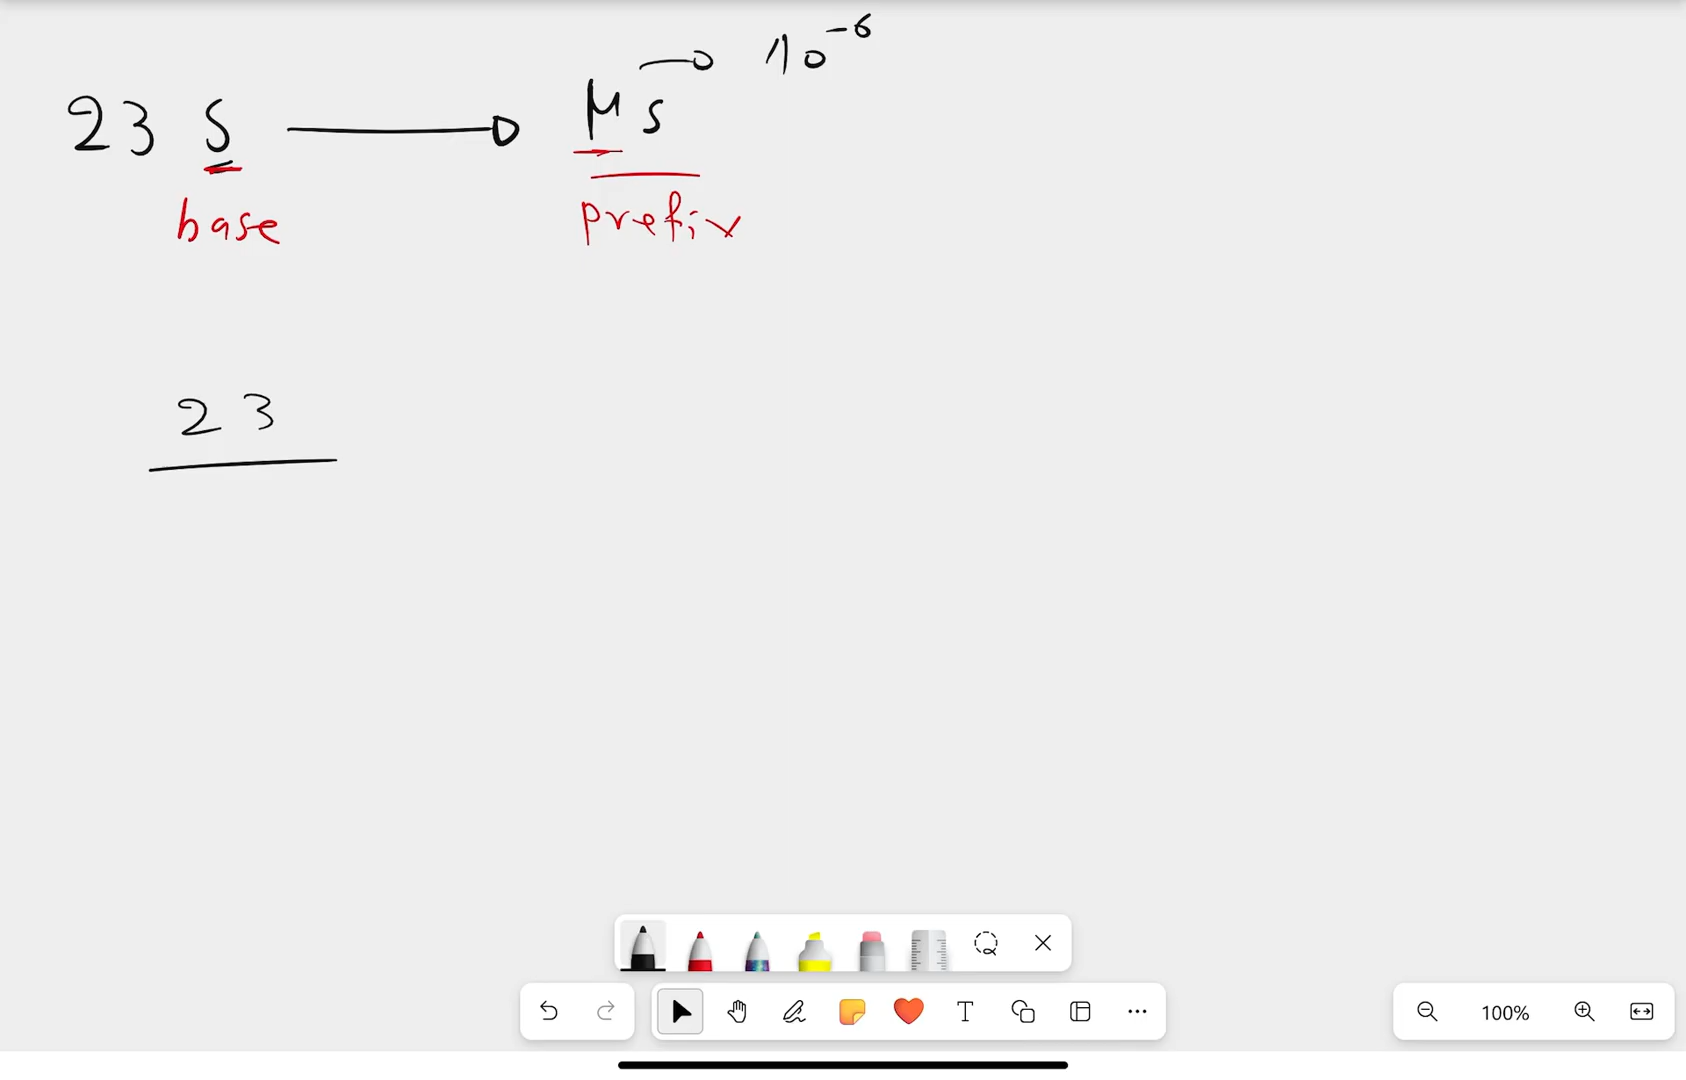 23 s → μs → 10⁻⁶
base prefix
23
T
100%